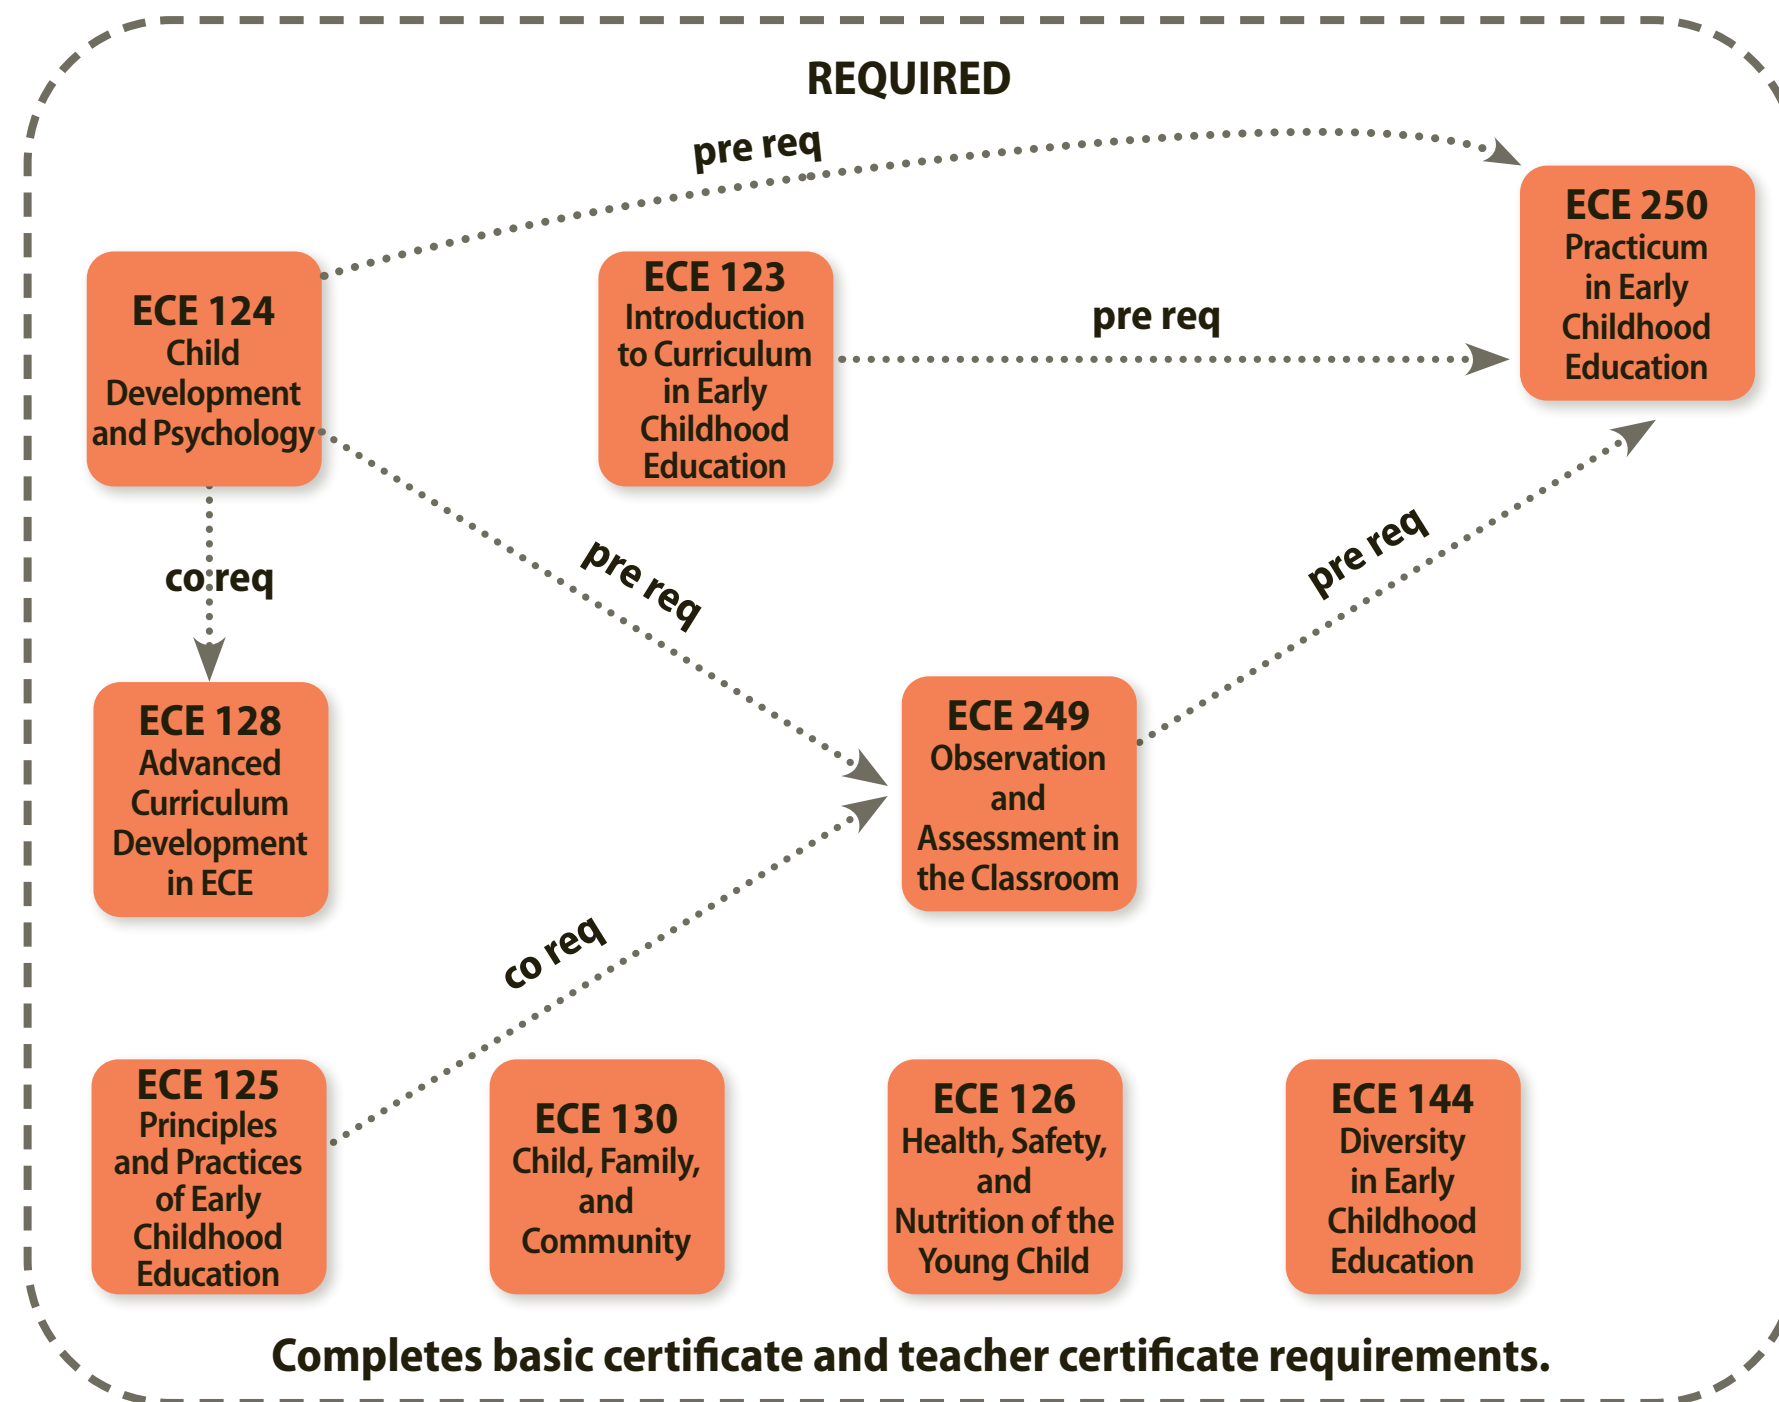 REQUIRED
pre req
ECE 250
Practicum
in Early
Childhood
Education
ECE 124
Child
Development
and Psychology
ECE 123
Introduction
to Curriculum
in Early
Childhood
Education
pre req
co req
pre req
pre req
ECE 128
Advanced
Curriculum
Development
in ECE
ECE 249
Observation
and
Assessment in
the Classroom
co req
ECE 125
Principles
and Practices
of Early
Childhood
Education
ECE 130
Child, Family,
and
Community
ECE 126
Health, Safety,
and
Nutrition of the
Young Child
ECE 144
Diversity
in Early
Childhood
Education
Completes basic certificate and teacher certificate requirements.